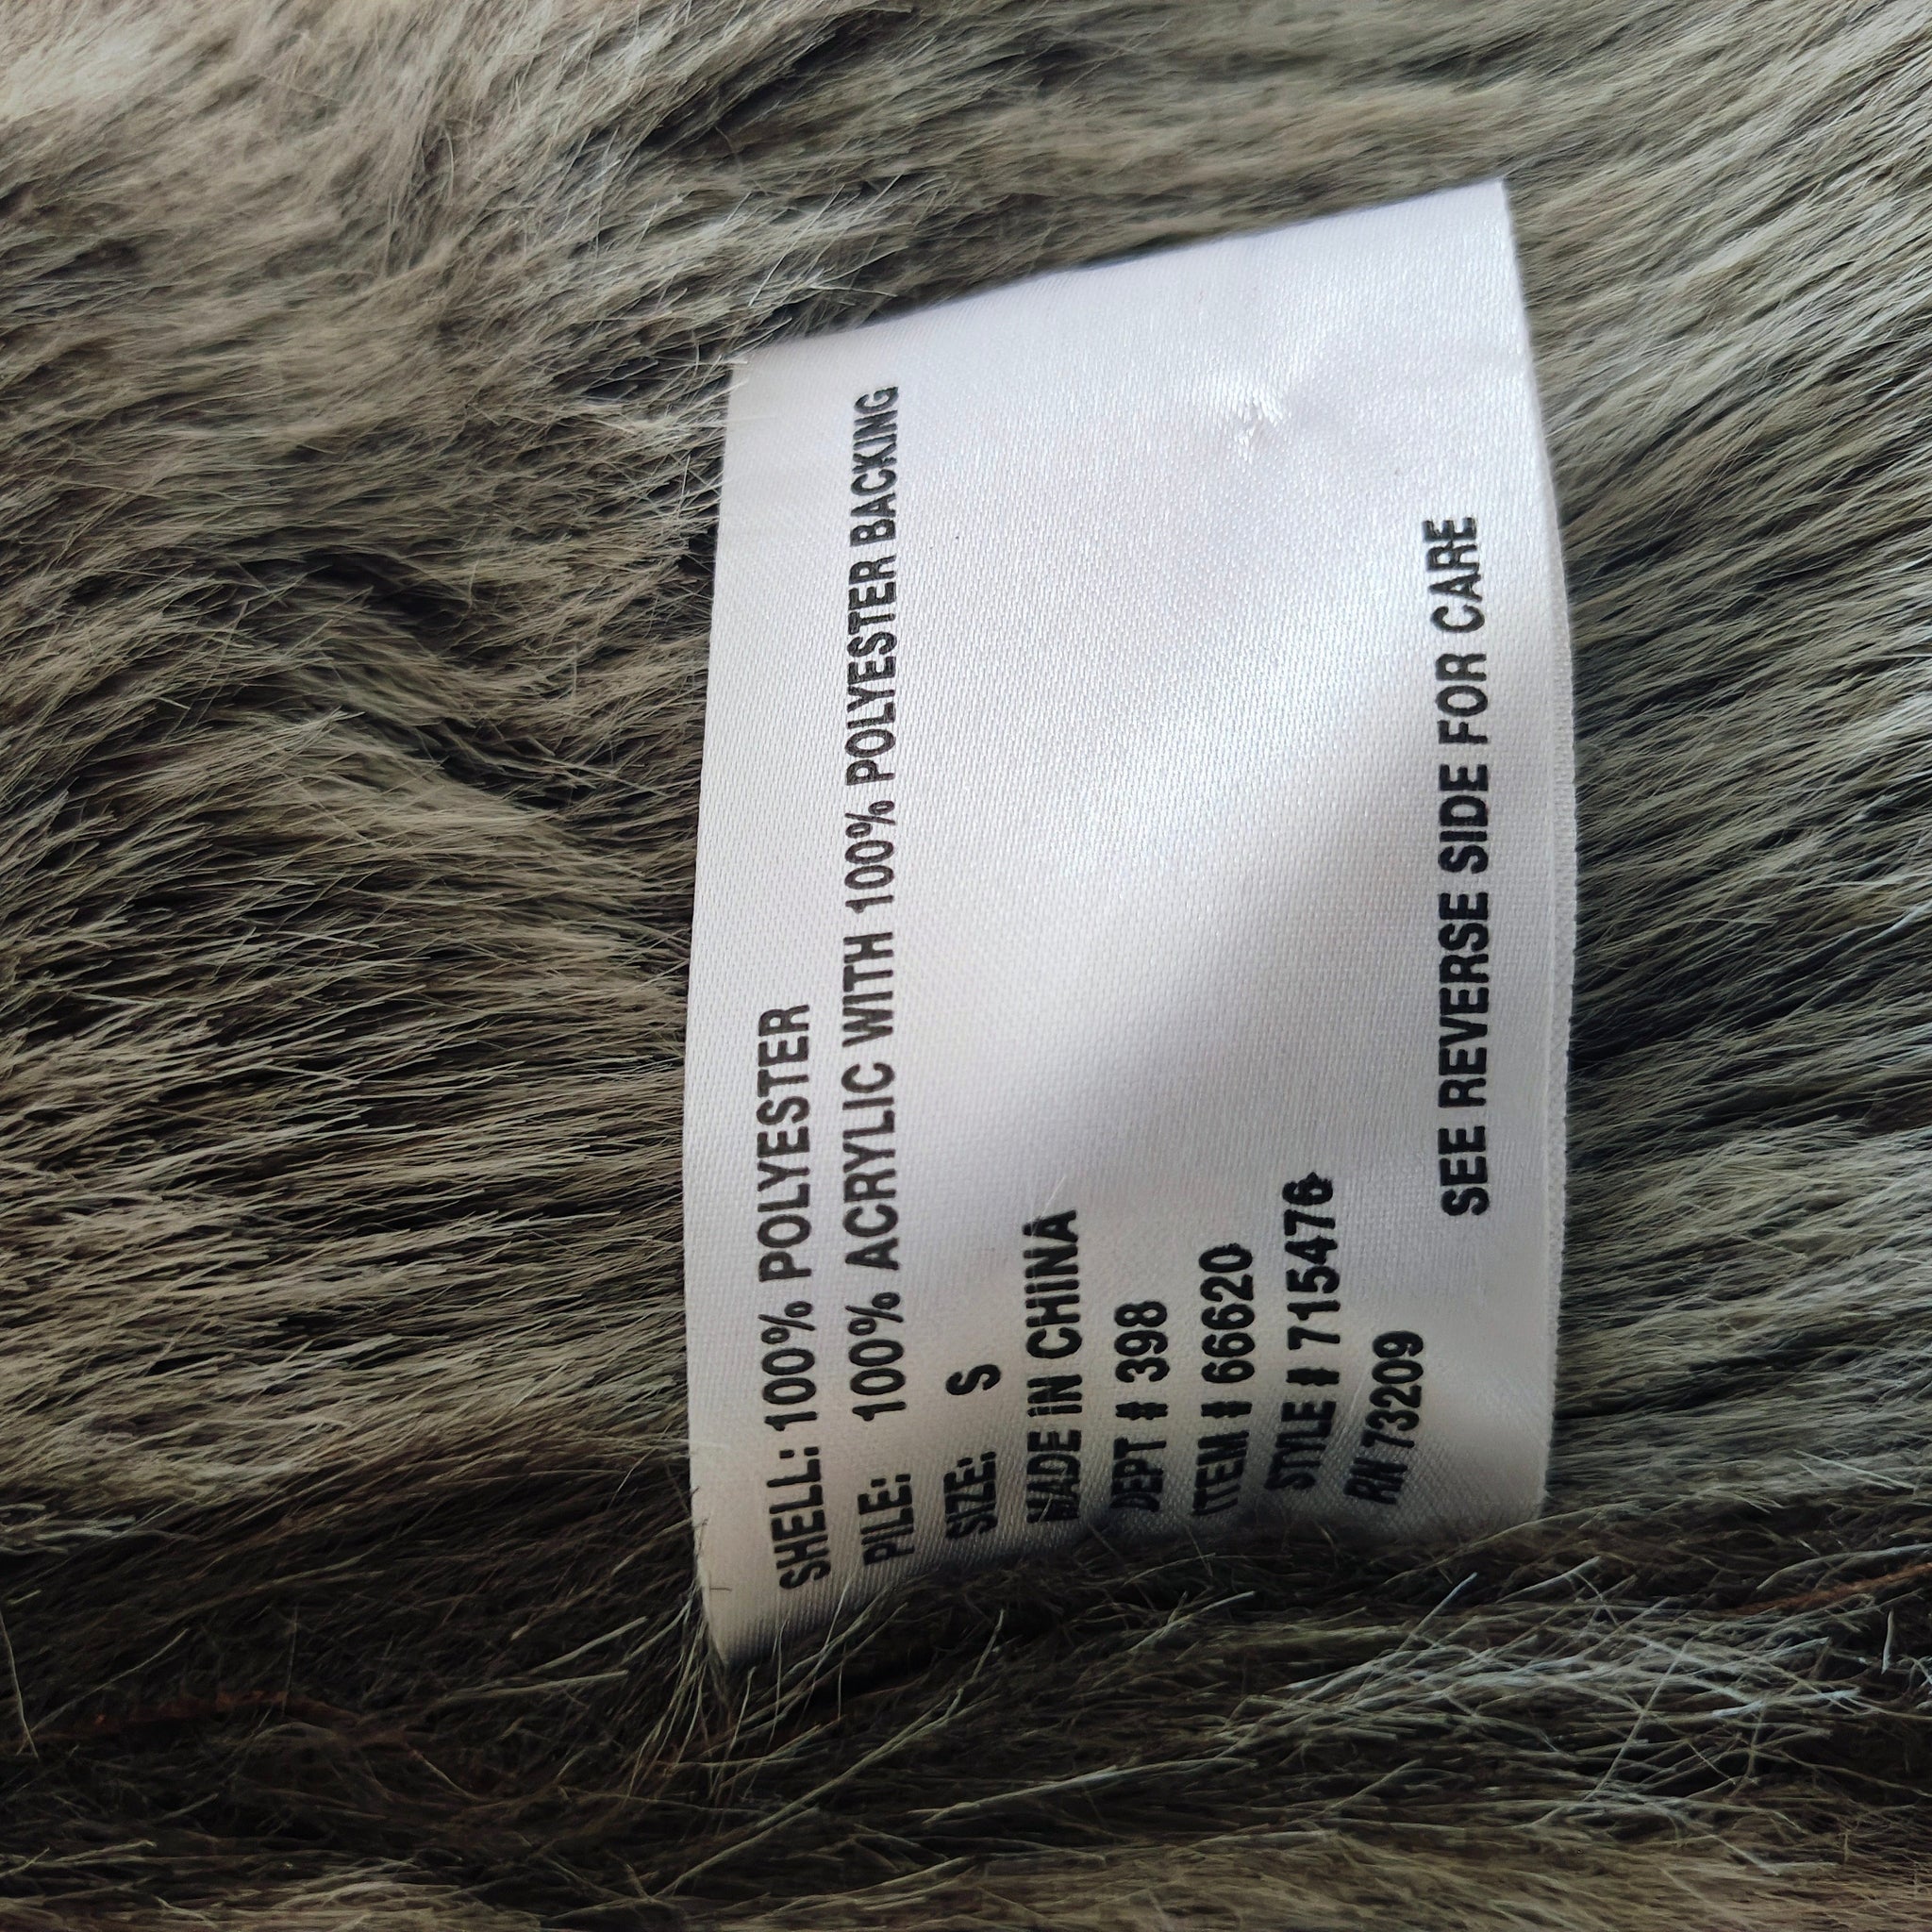 SHELL: 100% POLYESTER
PILE: 100% ACRYLIC WITH 100% POLYESTER BACKING
SIZE: S
MADE IN CHINA
DEPT # 398
ITEM # 66620
STYLE # 715476
RN 73209
SEE REVERSE SIDE FOR CARE